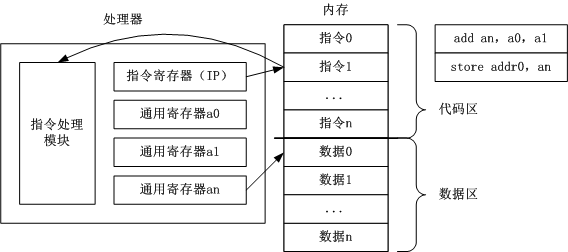 处理器
指令处理
模块
指令寄存器（IP）
通用寄存器a0
通用寄存器a1
通用寄存器an
内存
指令0
指令1
...
指令n
数据0
数据1
...
数据n
代码区
数据区
add an, a0, a1
store addr0, an